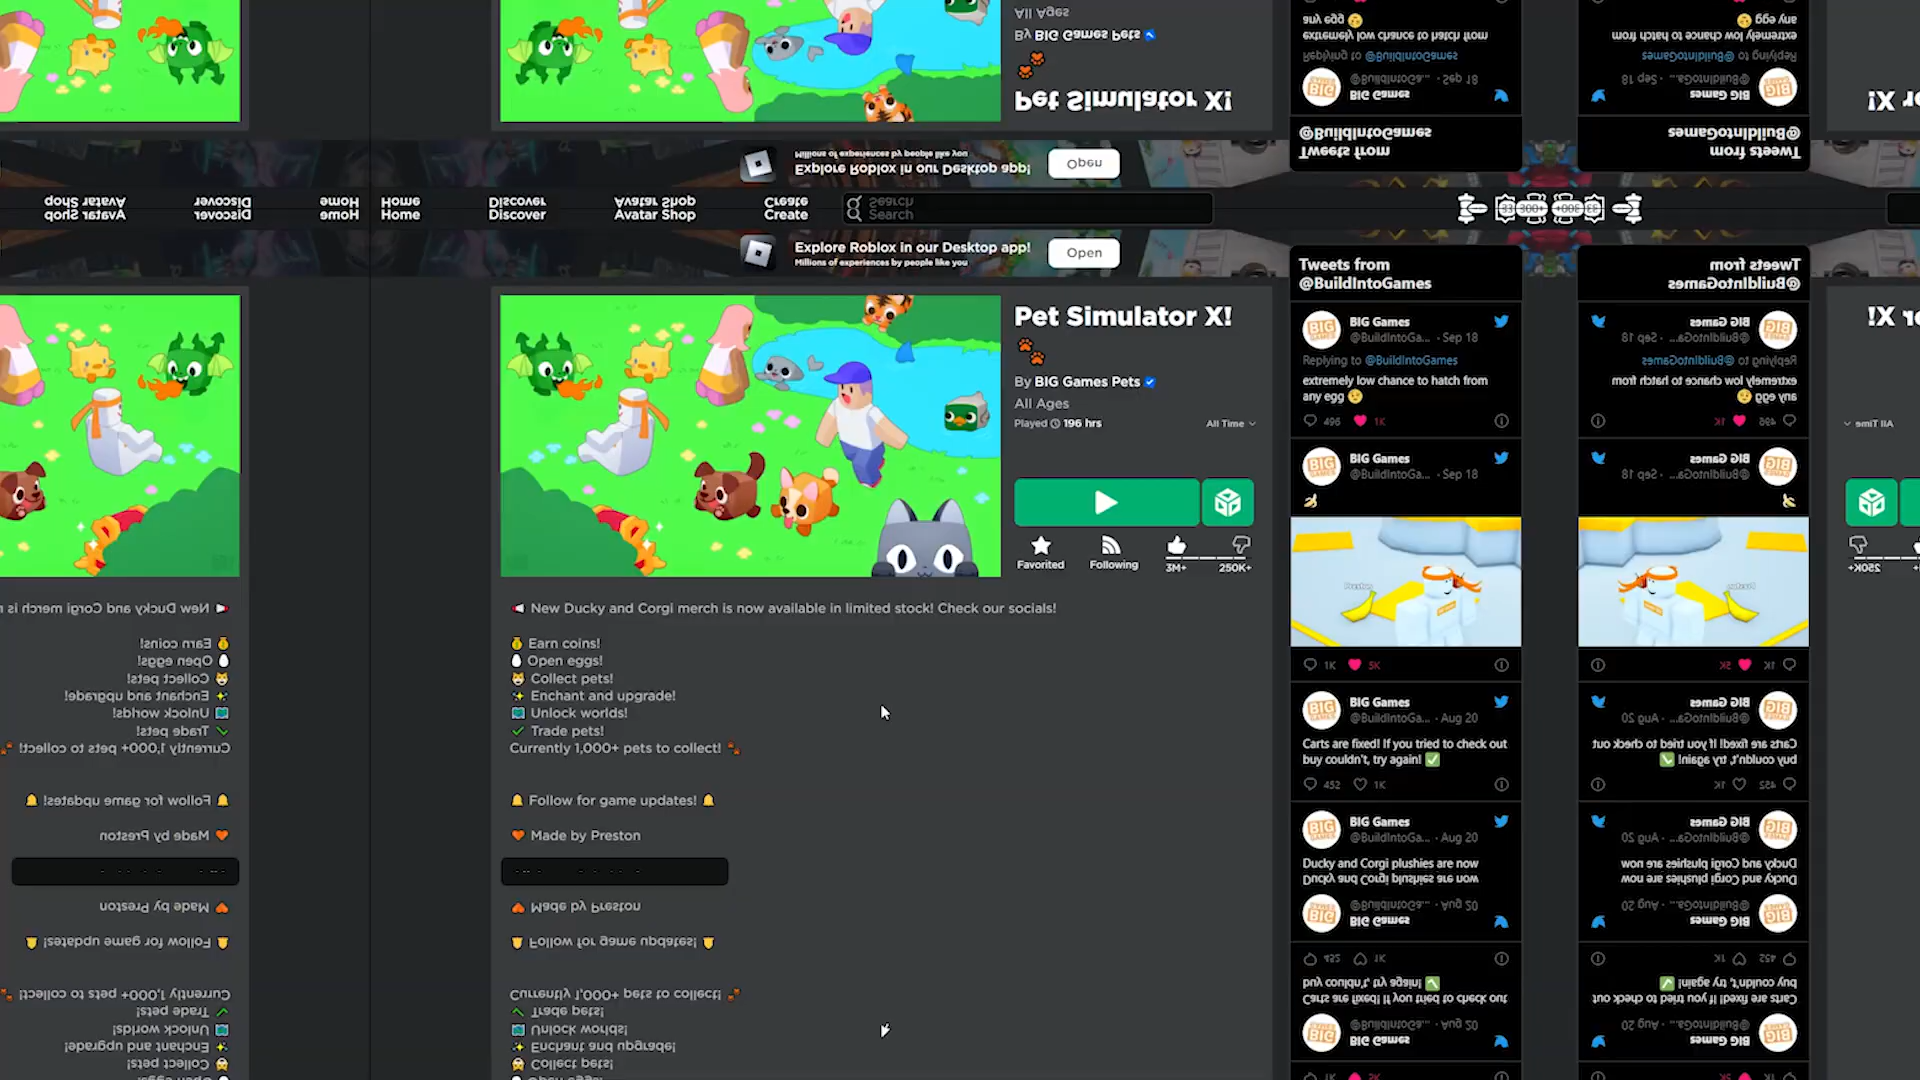 Home
Discover
Avatar Shop
Create
Search
Explore Roblox in our Desktop app!
Millions of experiences by people like you
Open
Pet Simulator X!
By BIG Games Pets
All Ages
Played 196 hrs
All Time
Favorited
Following
3M+
250K+
New Ducky and Corgi merch is now available in limited stock! Check our socials!
Earn coins!
Open eggs!
Collect pets!
Enchant and upgrade!
Unlock worlds!
Trade pets!
Currently 1,000+ pets to collect!
Follow for game updates!
Made by Preston
Tweets from
@BuildIntoGames
BIG Games
@BuildIntoGa... · Sep 18
Replying to @BuildIntoGames
extremely low chance to hatch from
any egg
496 1K
BIG Games
@BuildIntoGa... · Sep 18
Preston
1K 5K
BIG Games
@BuildIntoGa... · Aug 20
Carts are fixed! If you tried to check out
buy couldn't, try again!
452 1K
BIG Games
@BuildIntoGa... · Aug 20
Ducky and Corgi plushies are now